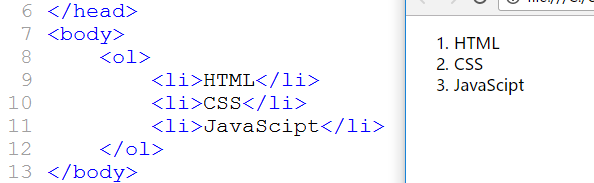 6 </head>
7 <body>
8 <ol>
9 <li>HTML</li>
10 <li>CSS</li>
11 <li>JavaScipt</li>
12 </ol>
13 </body>
1. HTML
2. CSS
3. JavaScipt